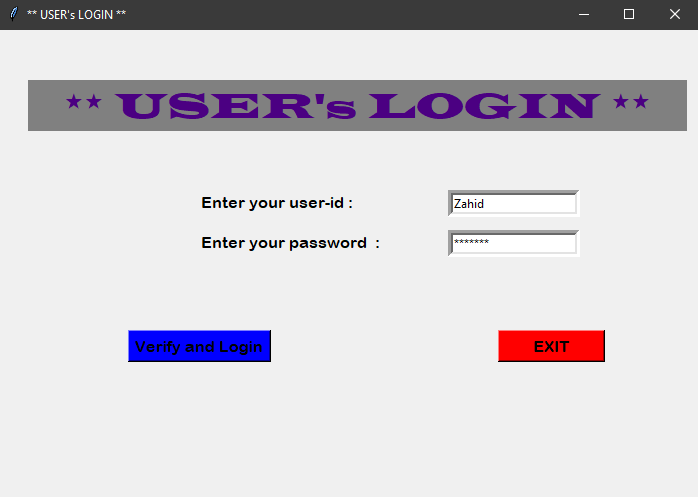 ** USER's LOGIN **
** USER's LOGIN **
Enter your user-id :
Zahid
Enter your password  :
*******
Verify and Login
EXIT